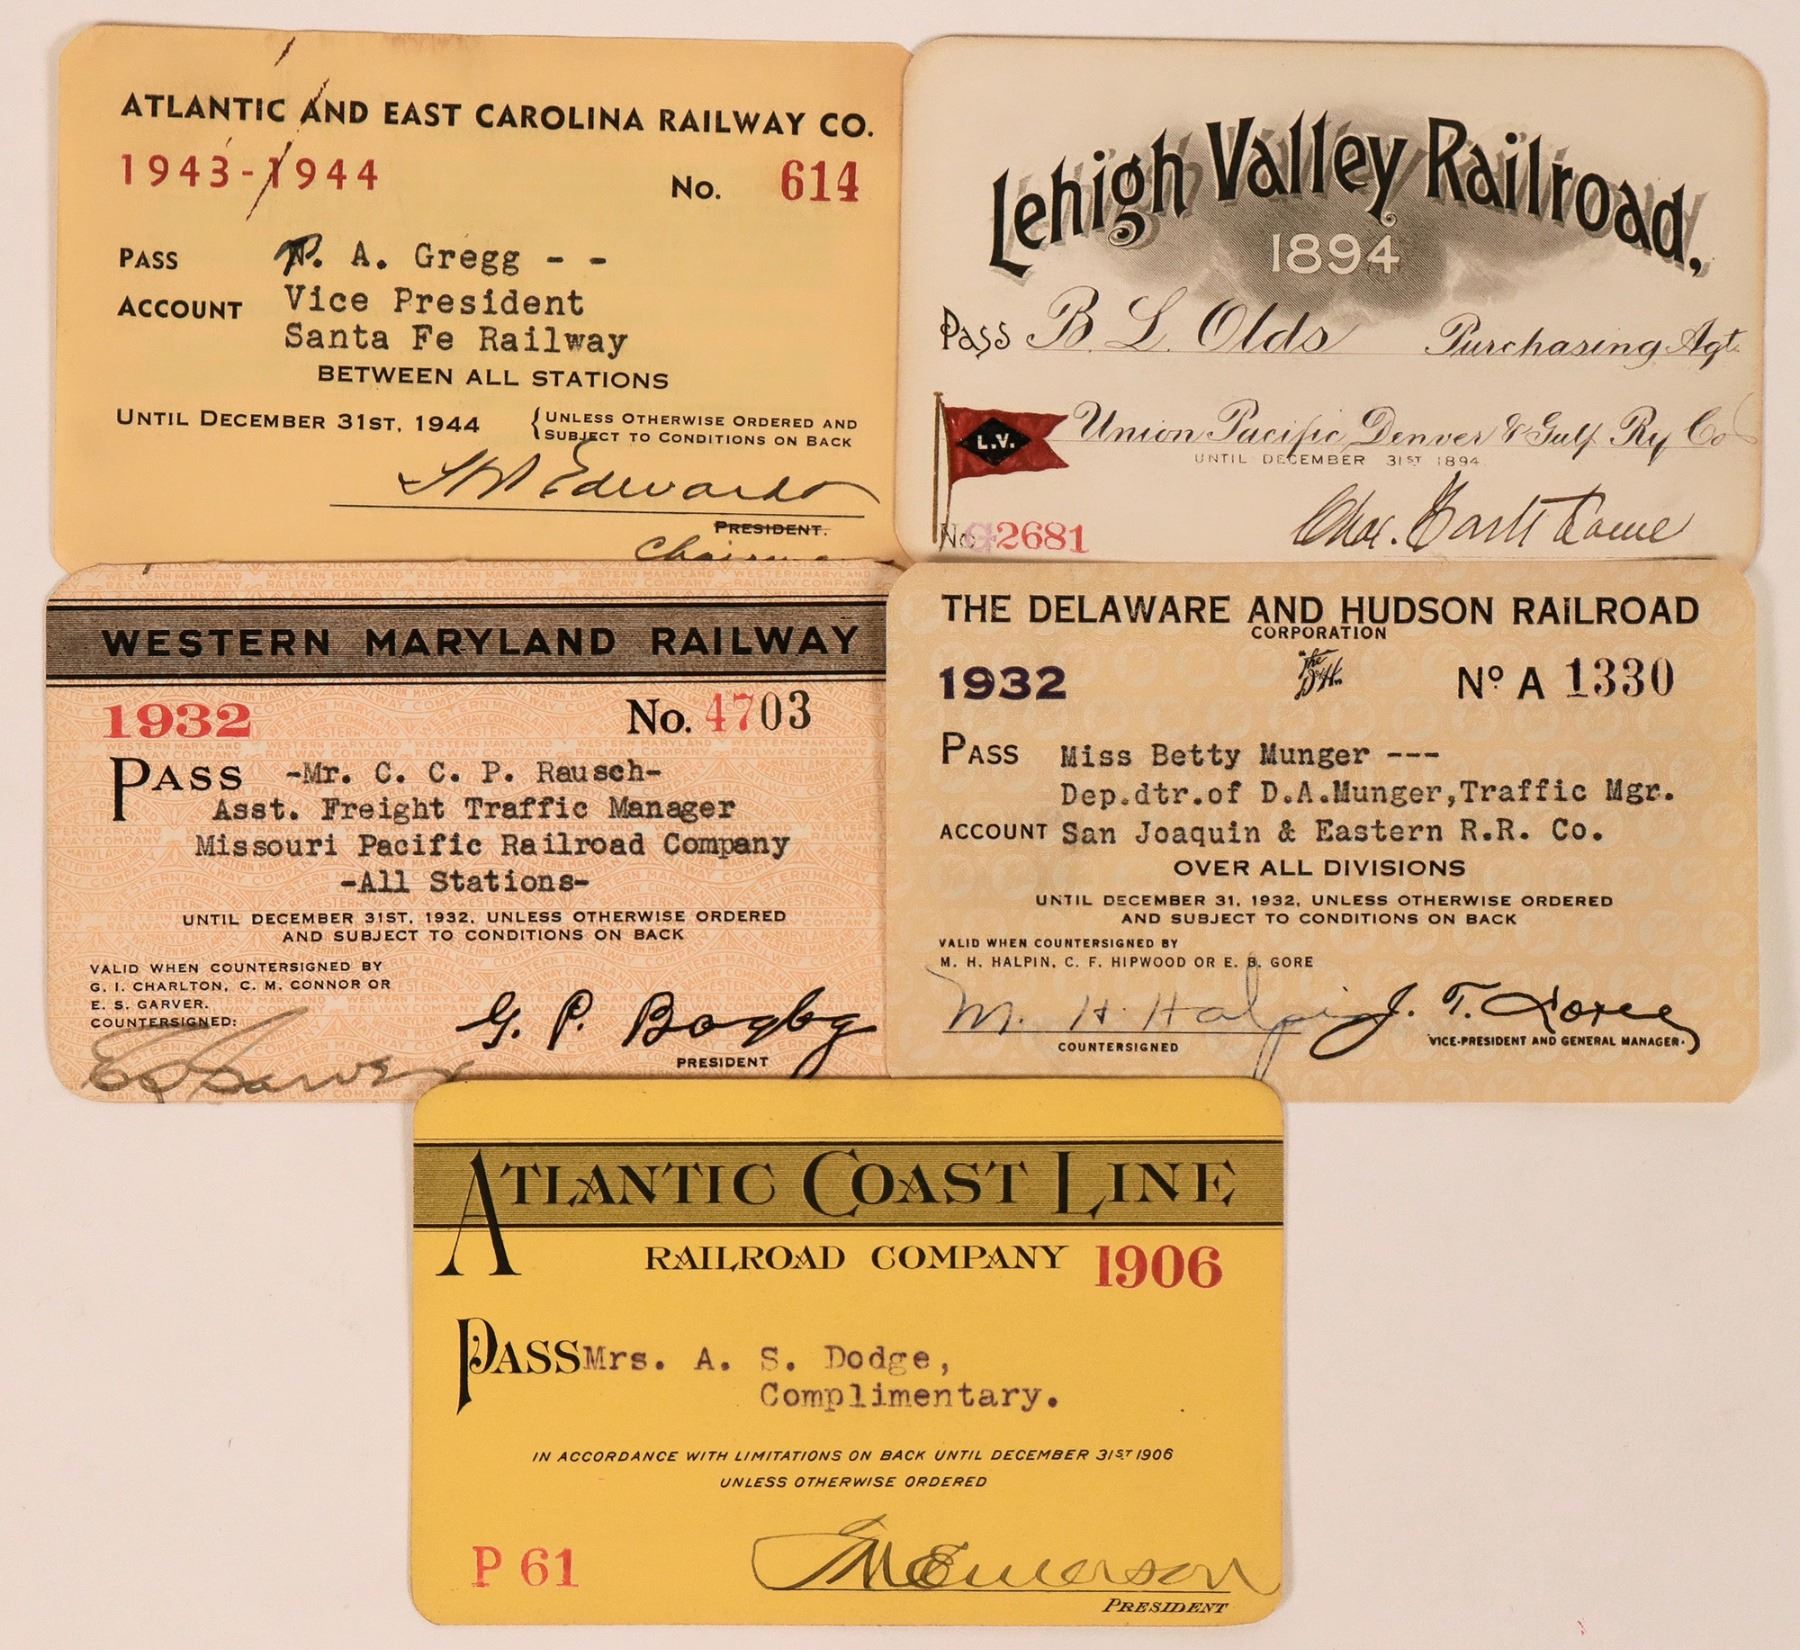 ATLANTIC AND EAST CAROLINA RAILWAY CO.
1943-1944 No. 614
PASS A. Gregg - -
ACCOUNT Vice President
Santa Fe Railway
BETWEEN ALL STATIONS
UNTIL DECEMBER 31ST, 1944 {UNLESS OTHERWISE ORDERED AND
SUBJECT TO CONDITIONS ON BACK
Edwards
PRESIDENT.
Lehigh Valley Railroad,
1894
Pass B. L. Olds Purchasing Agt.
Union Pacific, Denver & Gulf Ry Co
L.V.
UNTIL DECEMBER 31ST 1894
No 2681
WESTERN MARYLAND RAILWAY
1932 No. 4703
PASS -Mr. C. C. P. Rausch-
Asst. Freight Traffic Manager
Missouri Pacific Railroad Company
-All Stations-
UNTIL DECEMBER 31ST, 1932, UNLESS OTHERWISE ORDERED
AND SUBJECT TO CONDITIONS ON BACK
VALID WHEN COUNTERSIGNED BY
G. I. CHARLTON, C. M. CONNOR OR
E. S. GARVER.
COUNTERSIGNED:
E S Garver
G. P. Bagby
PRESIDENT
THE DELAWARE AND HUDSON RAILROAD
CORPORATION
1932 The D&H. No A 1330
PASS Miss Betty Munger ---
Dep.dtr.of D.A.Munger,Traffic Mgr.
ACCOUNT San Joaquin & Eastern R.R. Co.
OVER ALL DIVISIONS
UNTIL DECEMBER 31, 1932, UNLESS OTHERWISE ORDERED
AND SUBJECT TO CONDITIONS ON BACK
VALID WHEN COUNTERSIGNED BY
M. H. HALPIN, C. F. HIPWOOD OR E. B. GORE
M. H. Halpin J. T. Loree
COUNTERSIGNED VICE-PRESIDENT AND GENERAL MANAGER.
ATLANTIC COAST LINE
RAILROAD COMPANY 1906
PASS Mrs. A. S. Dodge,
Complimentary.
IN ACCORDANCE WITH LIMITATIONS ON BACK UNTIL DECEMBER 31ST 1906
UNLESS OTHERWISE ORDERED
P 61
Emerson
PRESIDENT